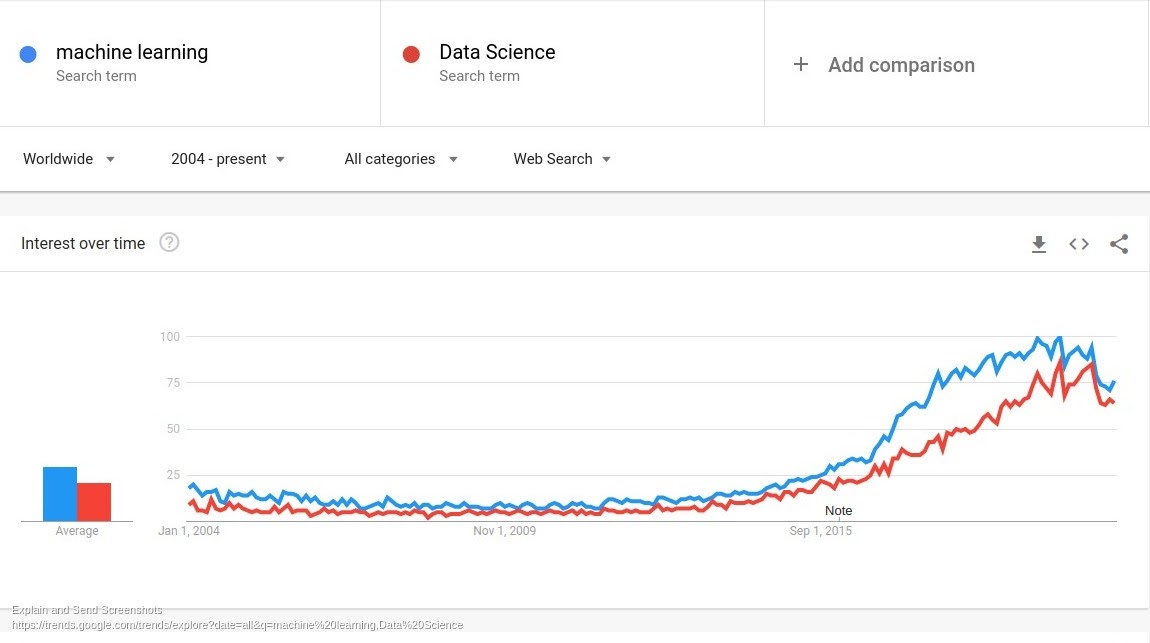 machine learning
Search term
Data Science
Search term
+ Add comparison
Worldwide
2004 - present
All categories
Web Search
Interest over time ?
100
75
50
25
Average
Note
Jan 1, 2004
Nov 1, 2009
Sep 1, 2015
Explain and Send Screenshots
https://trends.google.com/trends/explore?date=all&q=machine%20learning,Data%20Science